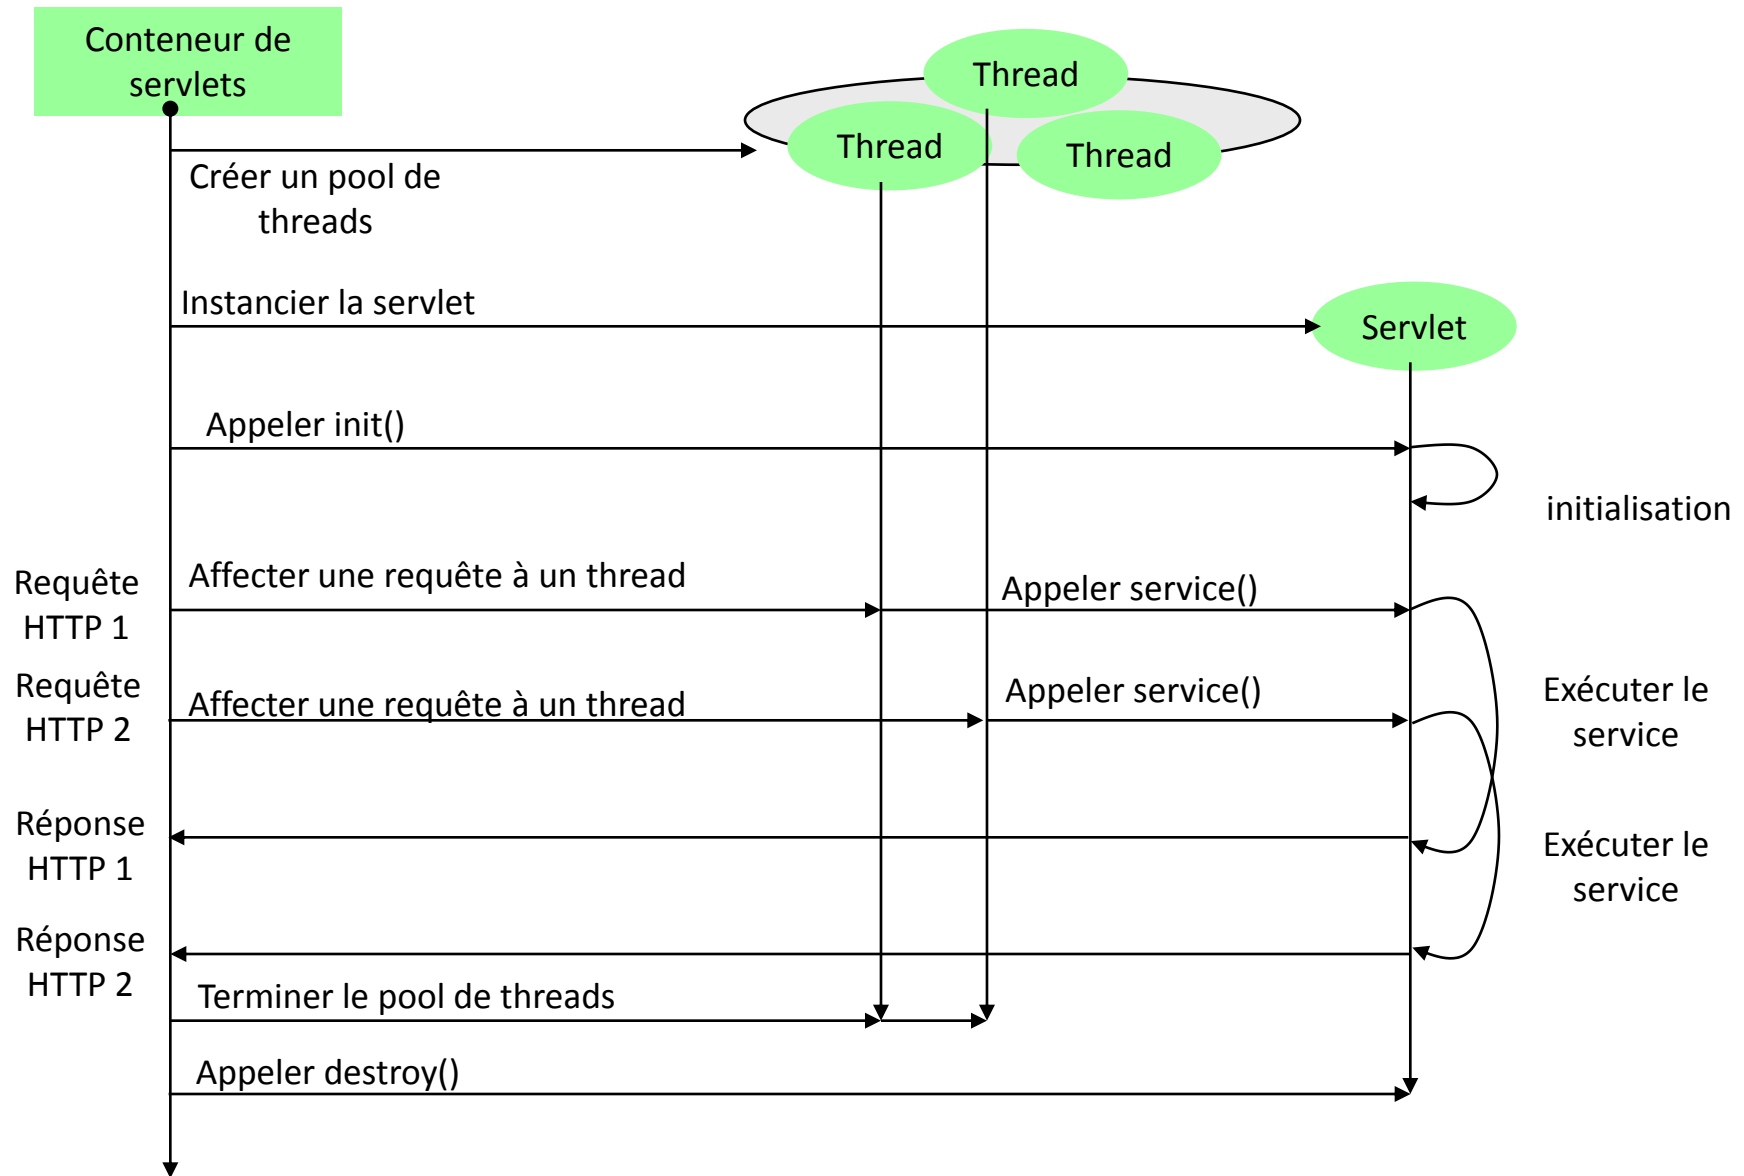 Conteneur de
servlets
Thread
Thread
Thread
Créer un pool de
threads
Instancier la servlet
Servlet
Appeler init()
initialisation
Requête
HTTP 1
Affecter une requête à un thread
Appeler service()
Requête
HTTP 2
Affecter une requête à un thread
Appeler service()
Exécuter le
service
Réponse
HTTP 1
Exécuter le
service
Réponse
HTTP 2
Terminer le pool de threads
Appeler destroy()